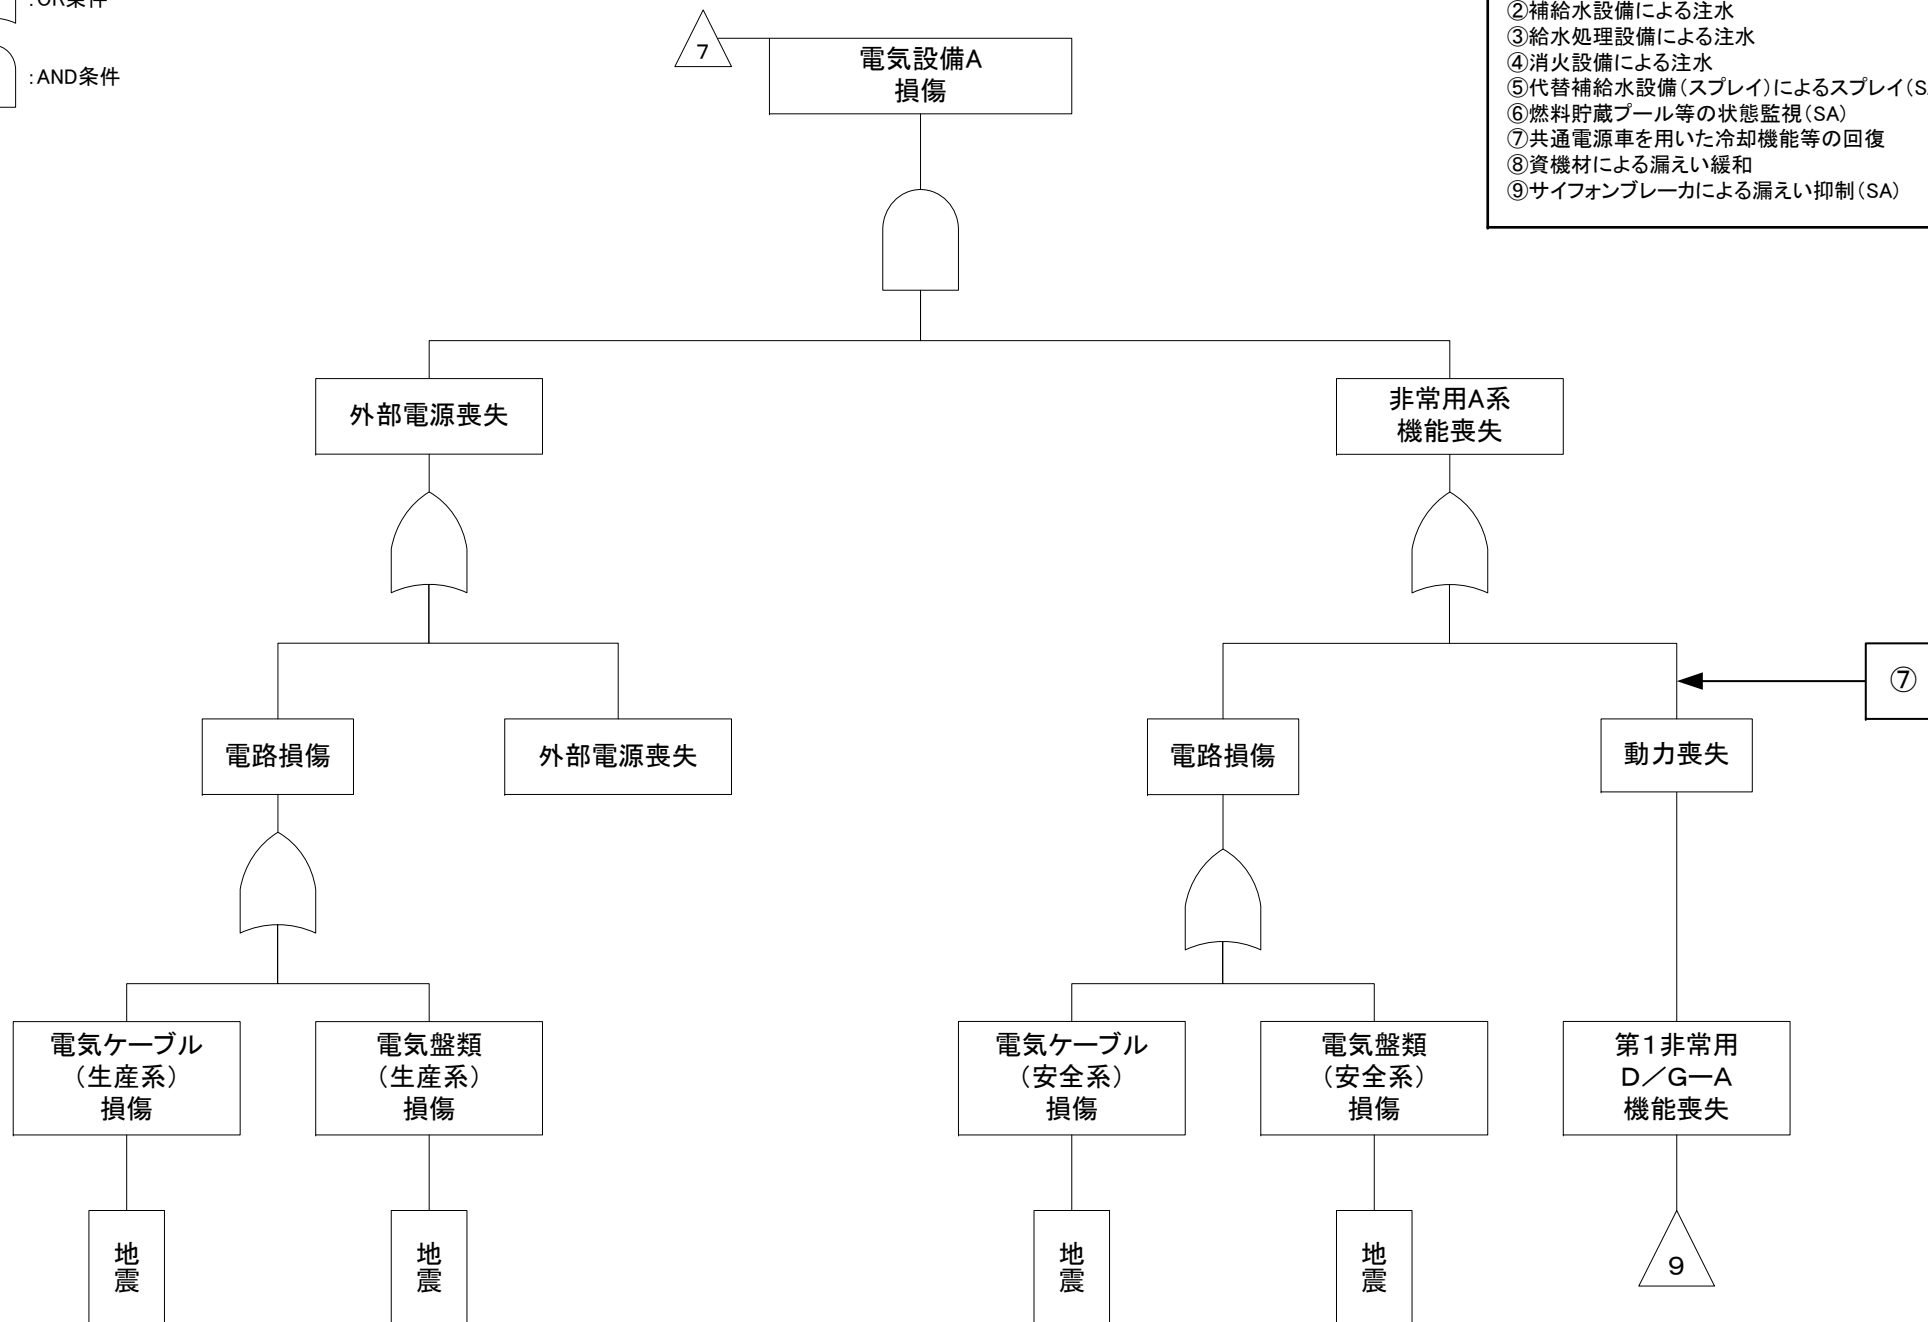 :OR条件
:AND条件
7
電気設備A
損傷
②補給水設備による注水
③給水処理設備による注水
④消火設備による注水
⑤代替補給水設備(スプレイ)によるスプレイ(S
⑥燃料貯蔵プール等の状態監視(SA)
⑦共通電源車を用いた冷却機能等の回復
⑧資機材による漏えい緩和
⑨サイフォンブレーカによる漏えい抑制(SA)
外部電源喪失
非常用A系
機能喪失
⑦
電路損傷
外部電源喪失
電路損傷
動力喪失
電気ケーブル
(生産系)
損傷
電気盤類
(生産系)
損傷
電気ケーブル
(安全系)
損傷
電気盤類
(安全系)
損傷
第1非常用
D/GーA
機能喪失
地震
地震
地震
地震
9